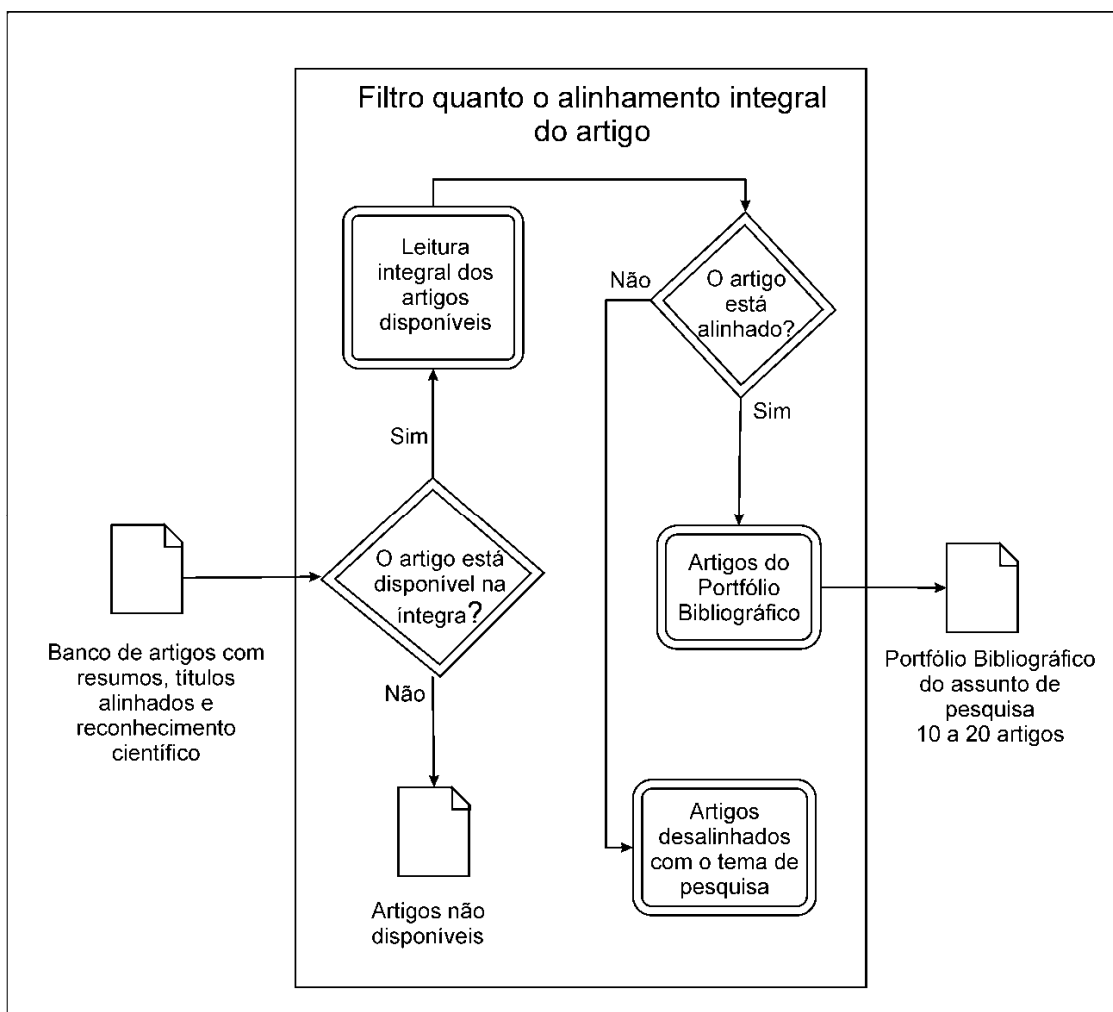 Filtro quanto o alinhamento integral
do artigo
Leitura
integral dos
artigos
disponíveis
Não
O artigo
está
alinhado?
Sim
Sim
O artigo está
disponível na
íntegra?
Artigos do
Portfólio
Bibliográfico
Banco de artigos com
resumos, títulos
alinhados e
reconhecimento
científico
Portfólio Bibliográfico
do assunto de
pesquisa
10 a 20 artigos
Não
Artigos
desalinhados
com o tema de
pesquisa
Artigos não
disponíveis